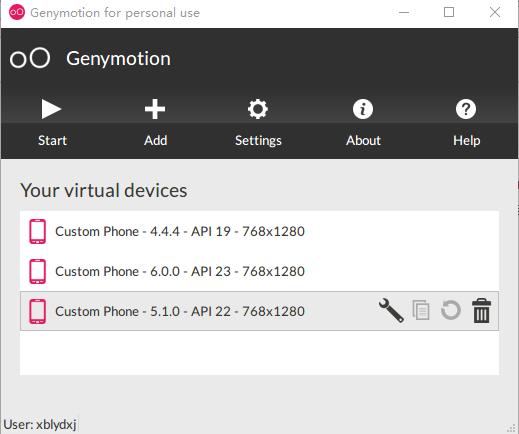 Genymotion for personal use
Genymotion
Start Add Settings About Help
Your virtual devices
Custom Phone - 4.4.4 - API 19 - 768x1280
Custom Phone - 6.0.0 - API 23 - 768x1280
Custom Phone - 5.1.0 - API 22 - 768x1280
User: xblydxj